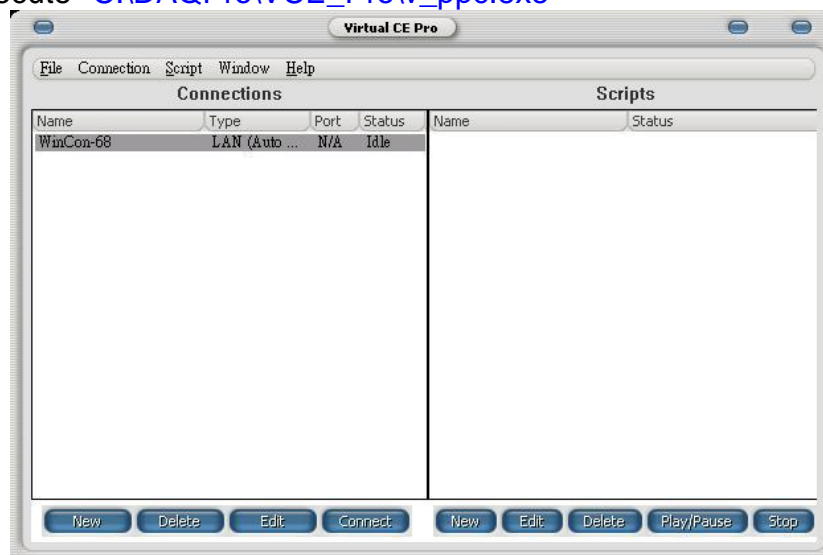 Virtual CE Pro
File Connection Script Window Help
Connections Scripts
Name Type Port Status Name Status
WinCon-68 LAN (Auto ... N/A Idle
New Delete Edit Connect New Edit Delete Play/Pause Stop